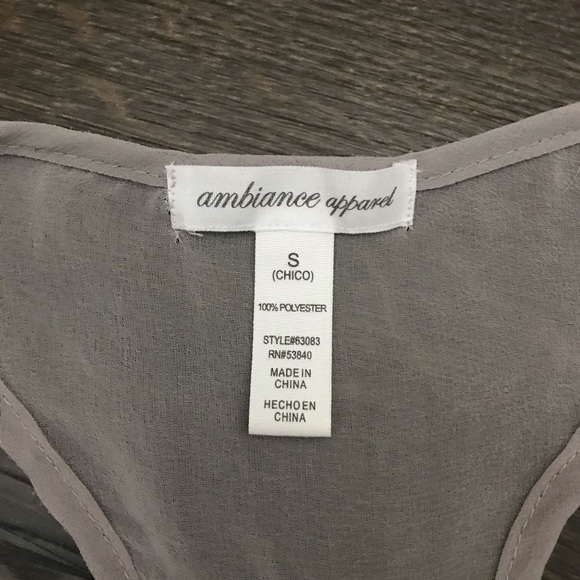 ambiance apparel
S
(CHICO)
100% POLYESTER
STYLE#63083
RN#53840
MADE IN
CHINA
HECHO EN
CHINA